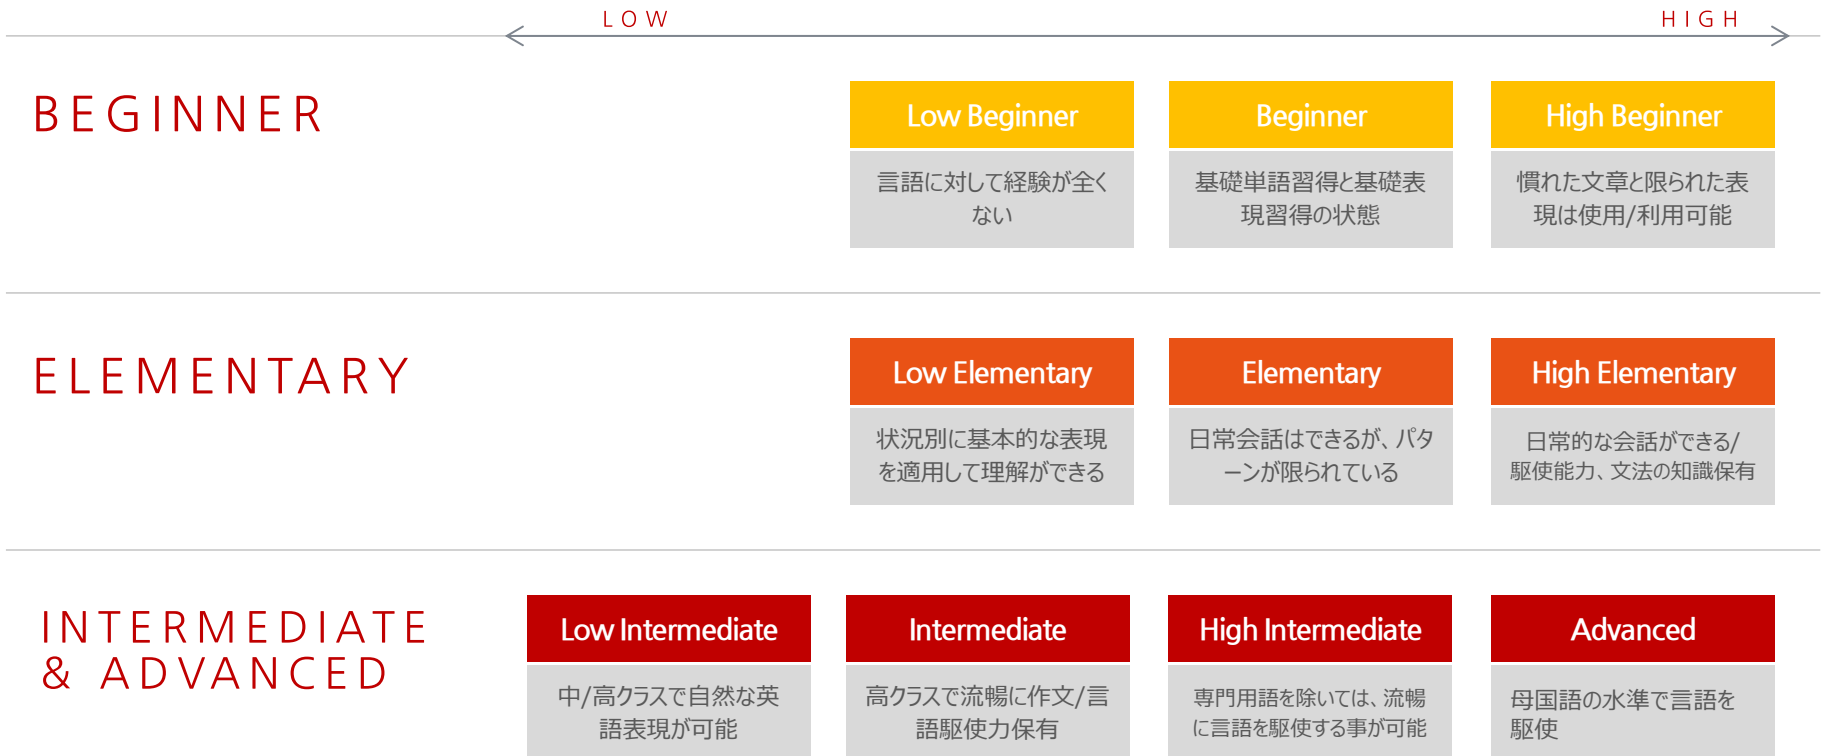 LOW
HIGH
BEGINNER
Low Beginner
言語に対して経験が全く
ない
Beginner
基礎単語習得と基礎表
現習得の状態
High Beginner
慣れた文章と限られた表
現は使用/利用可能
ELEMENTARY
Low Elementary
状況別に基本的な表現
を適用して理解ができる
Elementary
日常会話はできるが、パタ
ーンが限られている
High Elementary
日常的な会話ができる/
駆使能力、文法の知識保有
INTERMEDIATE
& ADVANCED
Low Intermediate
中/高クラスで自然な英
語表現が可能
Intermediate
高クラスで流暢に作文/言
語駆使力保有
High Intermediate
専門用語を除いては、流暢
に言語を駆使する事が可能
Advanced
母国語の水準で言語を
駆使